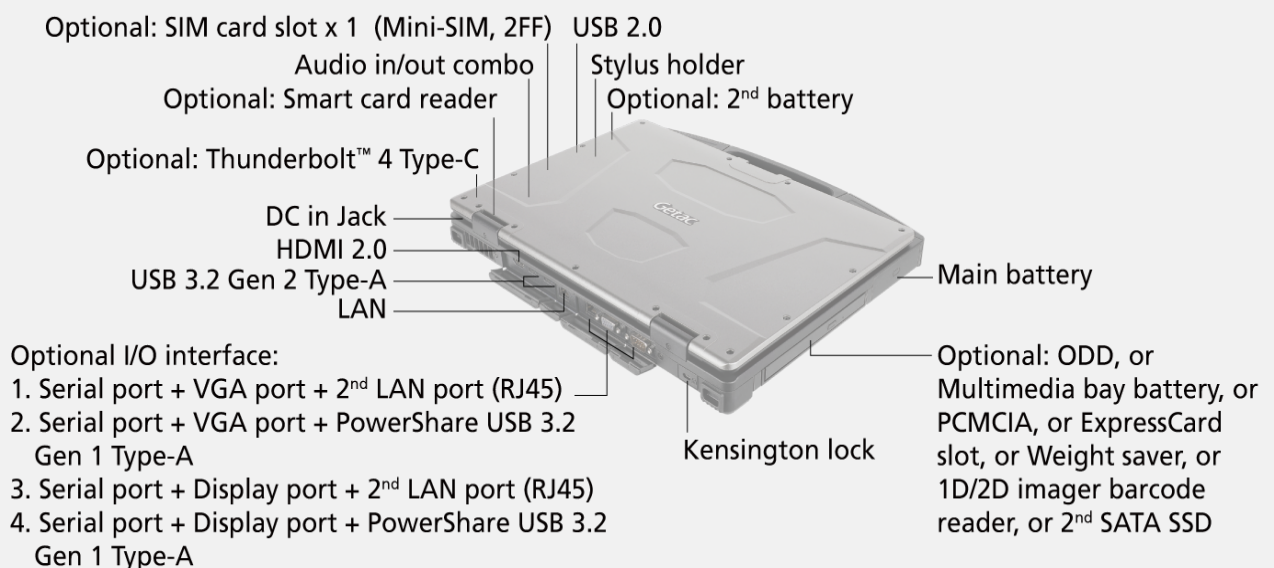 Optional: SIM card slot x 1 (Mini-SIM, 2FF) USB 2.0
Audio in/out combo Stylus holder
Optional: Smart card reader Optional: 2nd battery
Optional: Thunderbolt™ 4 Type-C
Getac
DC in Jack
HDMI 2.0
USB 3.2 Gen 2 Type-A
LAN
Main battery
Optional I/O interface:
1. Serial port + VGA port + 2nd LAN port (RJ45)
2. Serial port + VGA port + PowerShare USB 3.2
Gen 1 Type-A
3. Serial port + Display port + 2nd LAN port (RJ45)
4. Serial port + Display port + PowerShare USB 3.2
Gen 1 Type-A
Kensington lock
Optional: ODD, or
Multimedia bay battery, or
PCMCIA, or ExpressCard
slot, or Weight saver, or
1D/2D imager barcode
reader, or 2nd SATA SSD